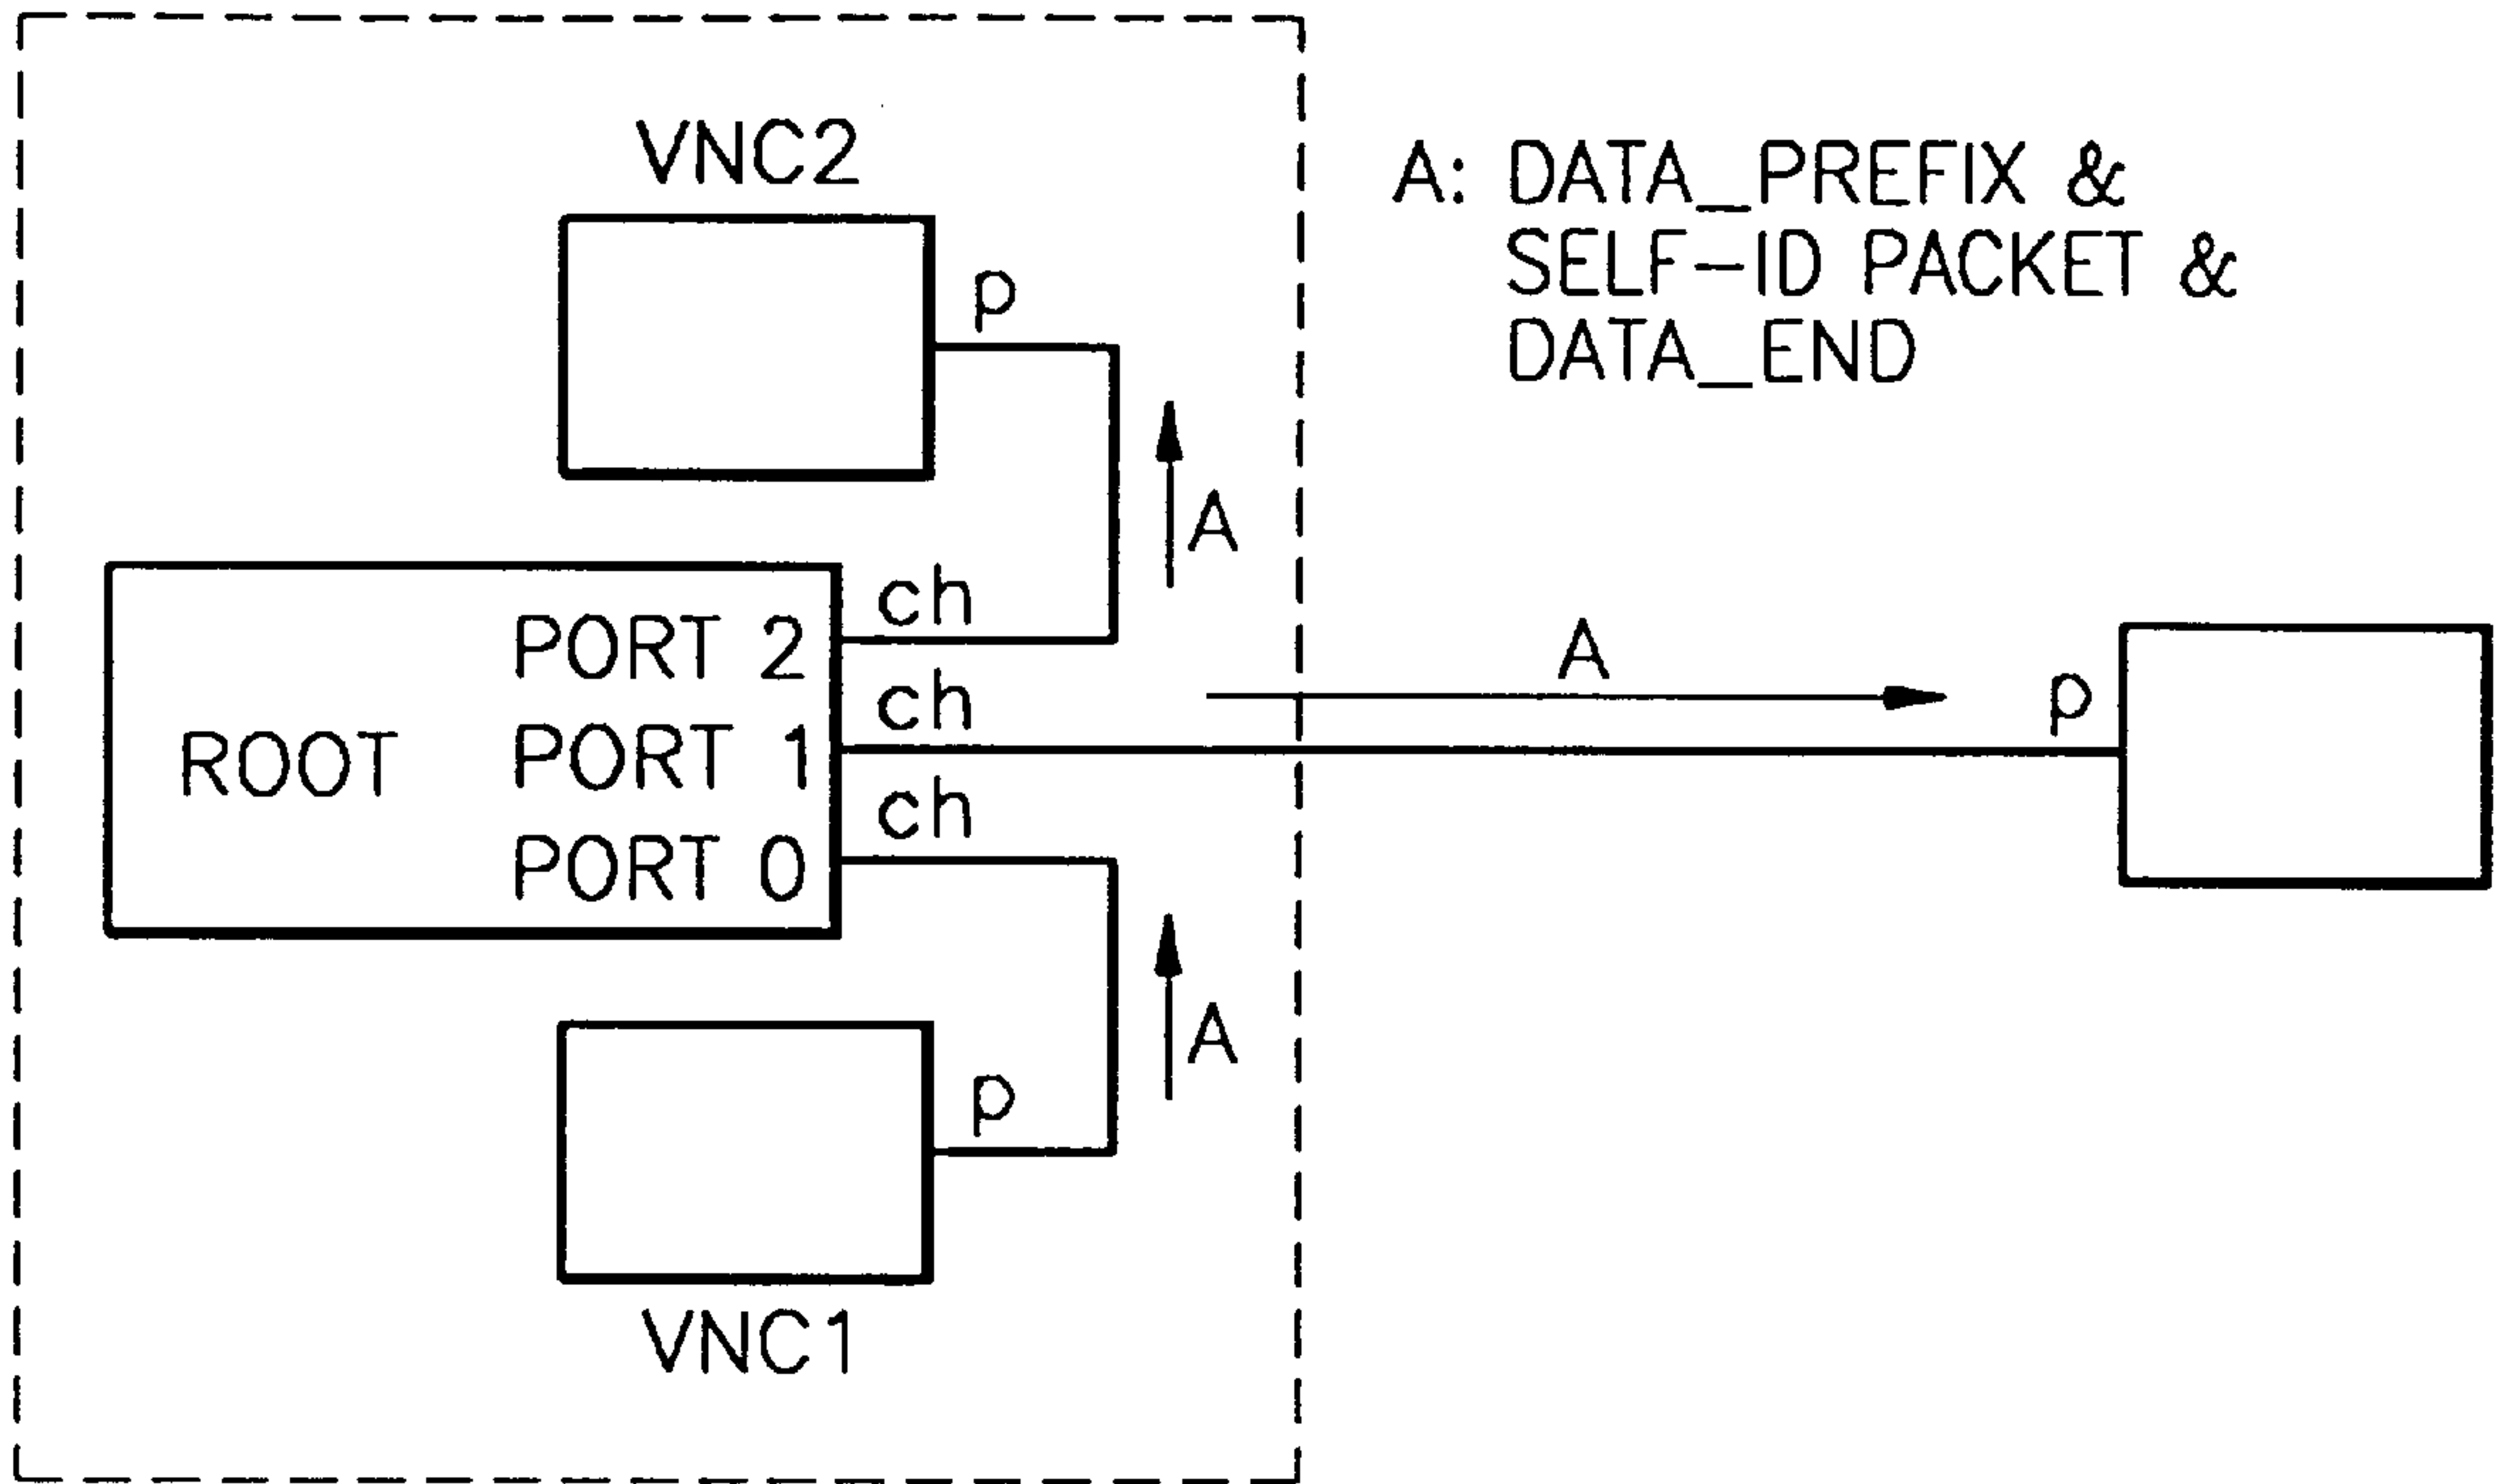 VNC2
A: DATA_PREFIX &
SELF-ID PACKET &
DATA_END
p
A
ch
PORT 2
A
ch
p
ROOT
PORT 1
ch
PORT 0
A
p
VNC1